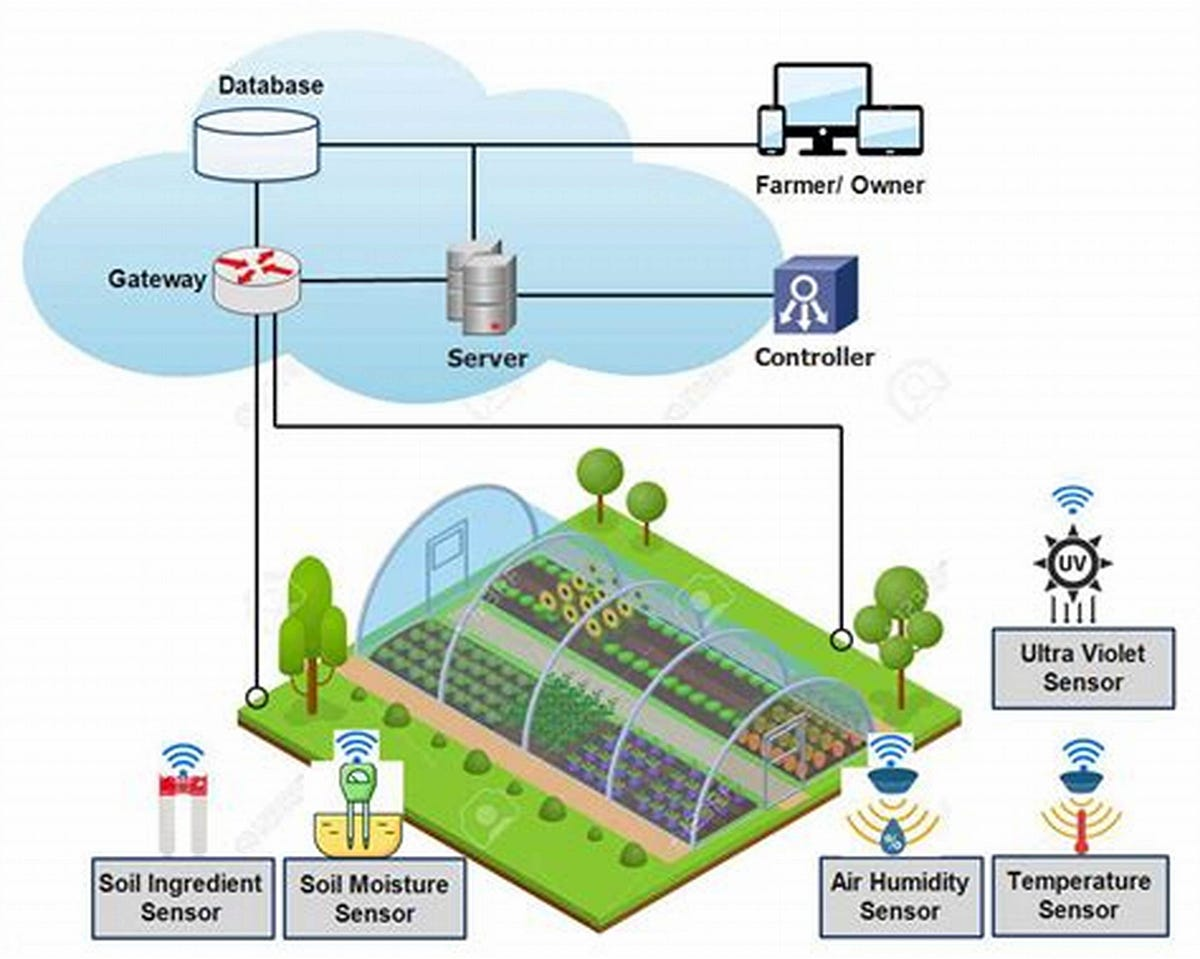 Database
Farmer/ Owner
Gateway
Server
Controller
UV
Ultra Violet
Sensor
Soil Ingredient
Sensor
Soil Moisture
Sensor
%
Air Humidity
Sensor
Temperature
Sensor